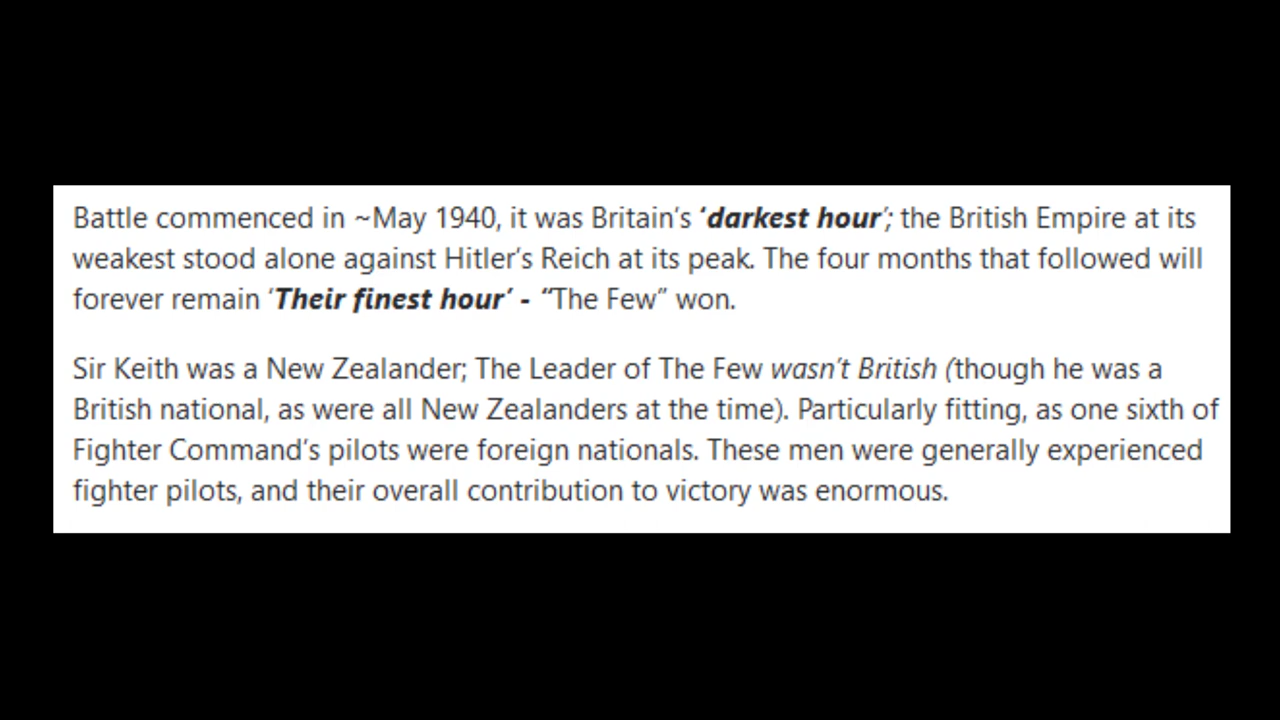 Battle commenced in ~May 1940, it was Britain’s ‘darkest hour’; the British Empire at its
weakest stood alone against Hitler’s Reich at its peak. The four months that followed will
forever remain ‘Their finest hour’ - “The Few” won.
Sir Keith was a New Zealander; The Leader of The Few wasn’t British (though he was a
British national, as were all New Zealanders at the time). Particularly fitting, as one sixth of
Fighter Command’s pilots were foreign nationals. These men were generally experienced
fighter pilots, and their overall contribution to victory was enormous.